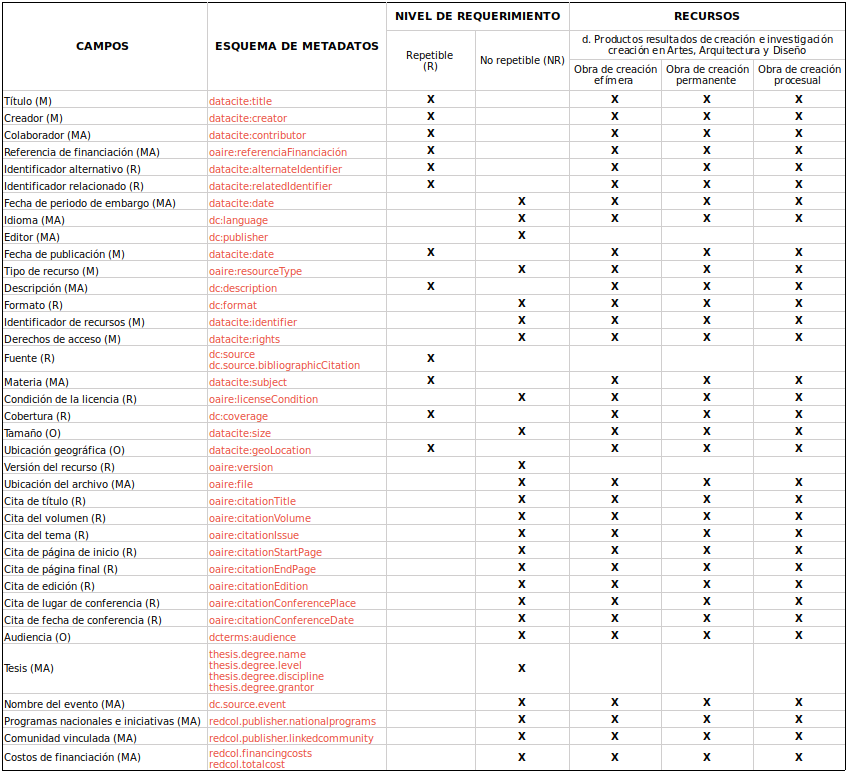 CAMPOS ESQUEMA DE METADATOS NIVEL DE REQUERIMIENTO RECURSOS
Repetible
(R)
No repetible (NR)
d. Productos resultados de creación e investigación
creación en Artes, Arquitectura y Diseño
Obra de creación
efímera
Obra de creación
permanente
Obra de creación
procesual
Título (M) datacite:title X X X X
Creador (M) datacite:creator X X X X
Colaborador (MA) datacite:contributor X X X X
Referencia de financiación (MA) oaire:referenciaFinanciación X X X X
Identificador alternativo (R) datacite:alternateIdentifier X X X X
Identificador relacionado (R) datacite:relatedIdentifier X X X X
Fecha de periodo de embargo (MA) datacite:date X X X X
Idioma (MA) dc:language X X X X
Editor (MA) dc:publisher X
Fecha de publicación (M) datacite:date X X X X
Tipo de recurso (M) oaire:resourceType X X X X
Descripción (MA) dc:description X X X X
Formato (R) dc:format X X X X
Identificador de recursos (M) datacite:identifier X X X X
Derechos de acceso (M) datacite:rights X X X X
Fuente (R) dc:source
dc.source.bibliographicCitation X
Materia (MA) datacite:subject X X X X
Condición de la licencia (R) oaire:licenseCondition X X X X
Cobertura (R) dc:coverage X X X X
Tamaño (O) datacite:size X X X X
Ubicación geográfica (O) datacite:geoLocation X X X X
Versión del recurso (R) oaire:version X
Ubicación del archivo (MA) oaire:file X X X X
Cita de título (R) oaire:citationTitle X X X X
Cita del volumen (R) oaire:citationVolume X X X X
Cita del tema (R) oaire:citationIssue X X X X
Cita de página de inicio (R) oaire:citationStartPage X X X X
Cita de página final (R) oaire:citationEndPage X X X X
Cita de edición (R) oaire:citationEdition X X X X
Cita de lugar de conferencia (R) oaire:citationConferencePlace X X X X
Cita de fecha de conferencia (R) oaire:citationConferenceDate X X X X
Audiencia (O) dcterms:audience X X X X
Tesis (MA) thesis.degree.name
thesis.degree.level
thesis.degree.discipline
thesis.degree.grantor X
Nombre del evento (MA) dc.source.event X X X X
Programas nacionales e iniciativas (MA) redcol.publisher.nationalprograms X X X X
Comunidad vinculada (MA) redcol.publisher.linkedcommunity X X X X
Costos de financiación (MA) redcol.financingcosts
redcol.totalcost X X X X